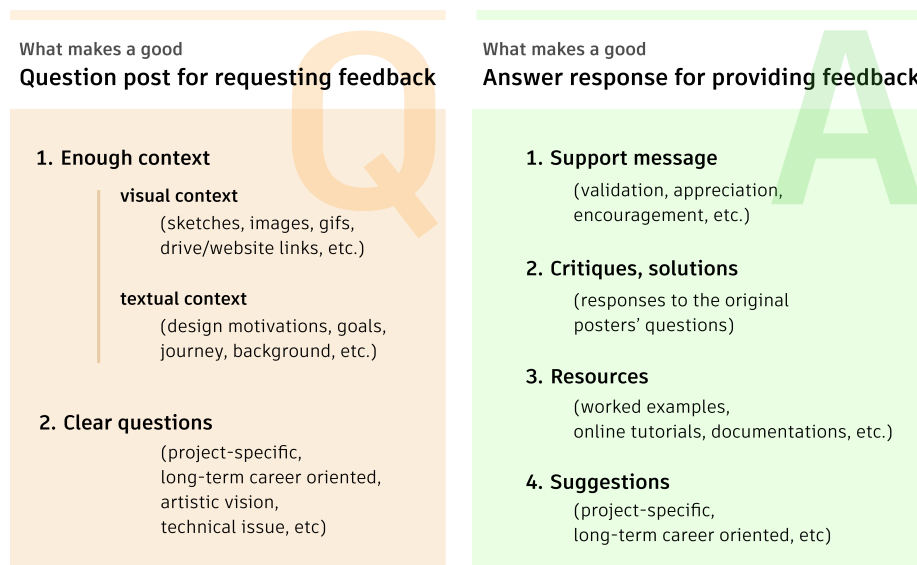 What makes a good
Question post for requesting feedback
Q
1. Enough context
visual context
(sketches, images, gifs,
drive/website links, etc.)
textual context
(design motivations, goals,
journey, background, etc.)
2. Clear questions
(project-specific,
long-term career oriented,
artistic vision,
technical issue, etc)
What makes a good
Answer response for providing feedback
A
1. Support message
(validation, appreciation,
encouragement, etc.)
2. Critiques, solutions
(responses to the original
posters’ questions)
3. Resources
(worked examples,
online tutorials, documentations, etc.)
4. Suggestions
(project-specific,
long-term career oriented, etc)